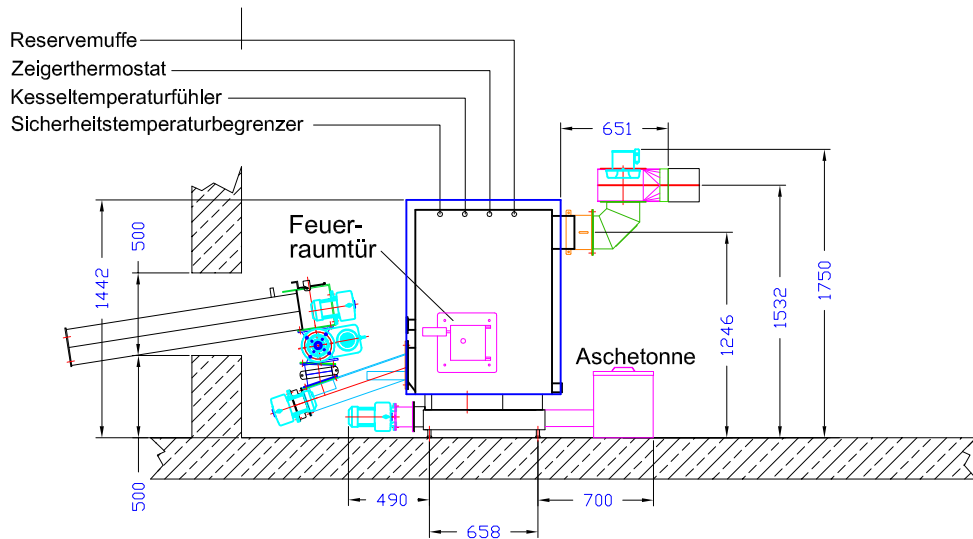 Reservemuffe
Zeigerthermostat
Kesseltemperaturfühler
Sicherheitstemperaturbegrenzer
651
Feuer-
raumtür
500
1442
1750
1532
1246
Aschetonne
500
490
700
658